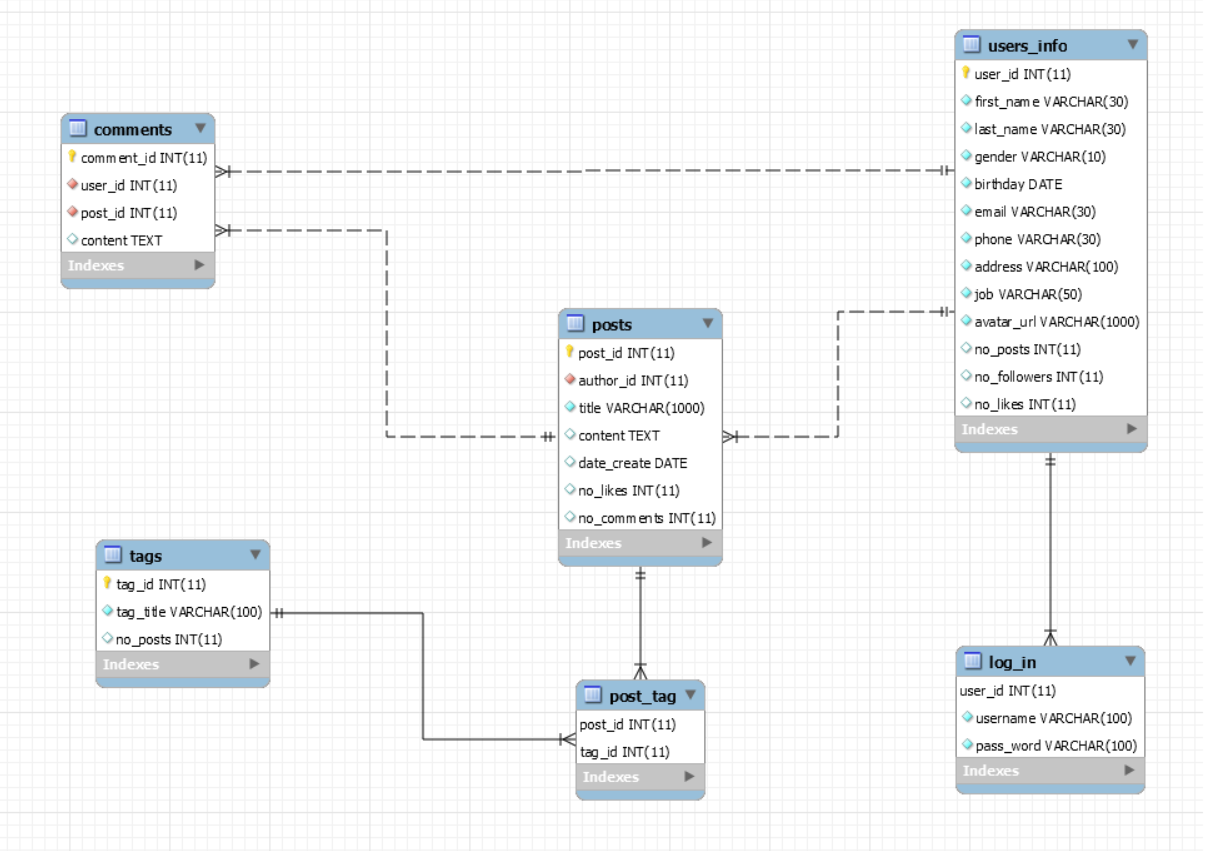 users_info
user_id INT(11)
first_name VARCHAR(30)
last_name VARCHAR(30)
gender VARCHAR(10)
birthday DATE
email VARCHAR(30)
phone VARCHAR(30)
address VARCHAR(100)
job VARCHAR(50)
avatar_url VARCHAR(1000)
no_posts INT(11)
no_followers INT(11)
no_likes INT(11)
Indexes
comments
comment_id INT(11)
user_id INT(11)
post_id INT(11)
content TEXT
Indexes
posts
post_id INT(11)
author_id INT(11)
title VARCHAR(1000)
content TEXT
date_create DATE
no_likes INT(11)
no_comments INT(11)
Indexes
tags
tag_id INT(11)
tag_title VARCHAR(100)
no_posts INT(11)
Indexes
post_tag
post_id INT(11)
tag_id INT(11)
Indexes
log_in
user_id INT(11)
username VARCHAR(100)
pass_word VARCHAR(100)
Indexes